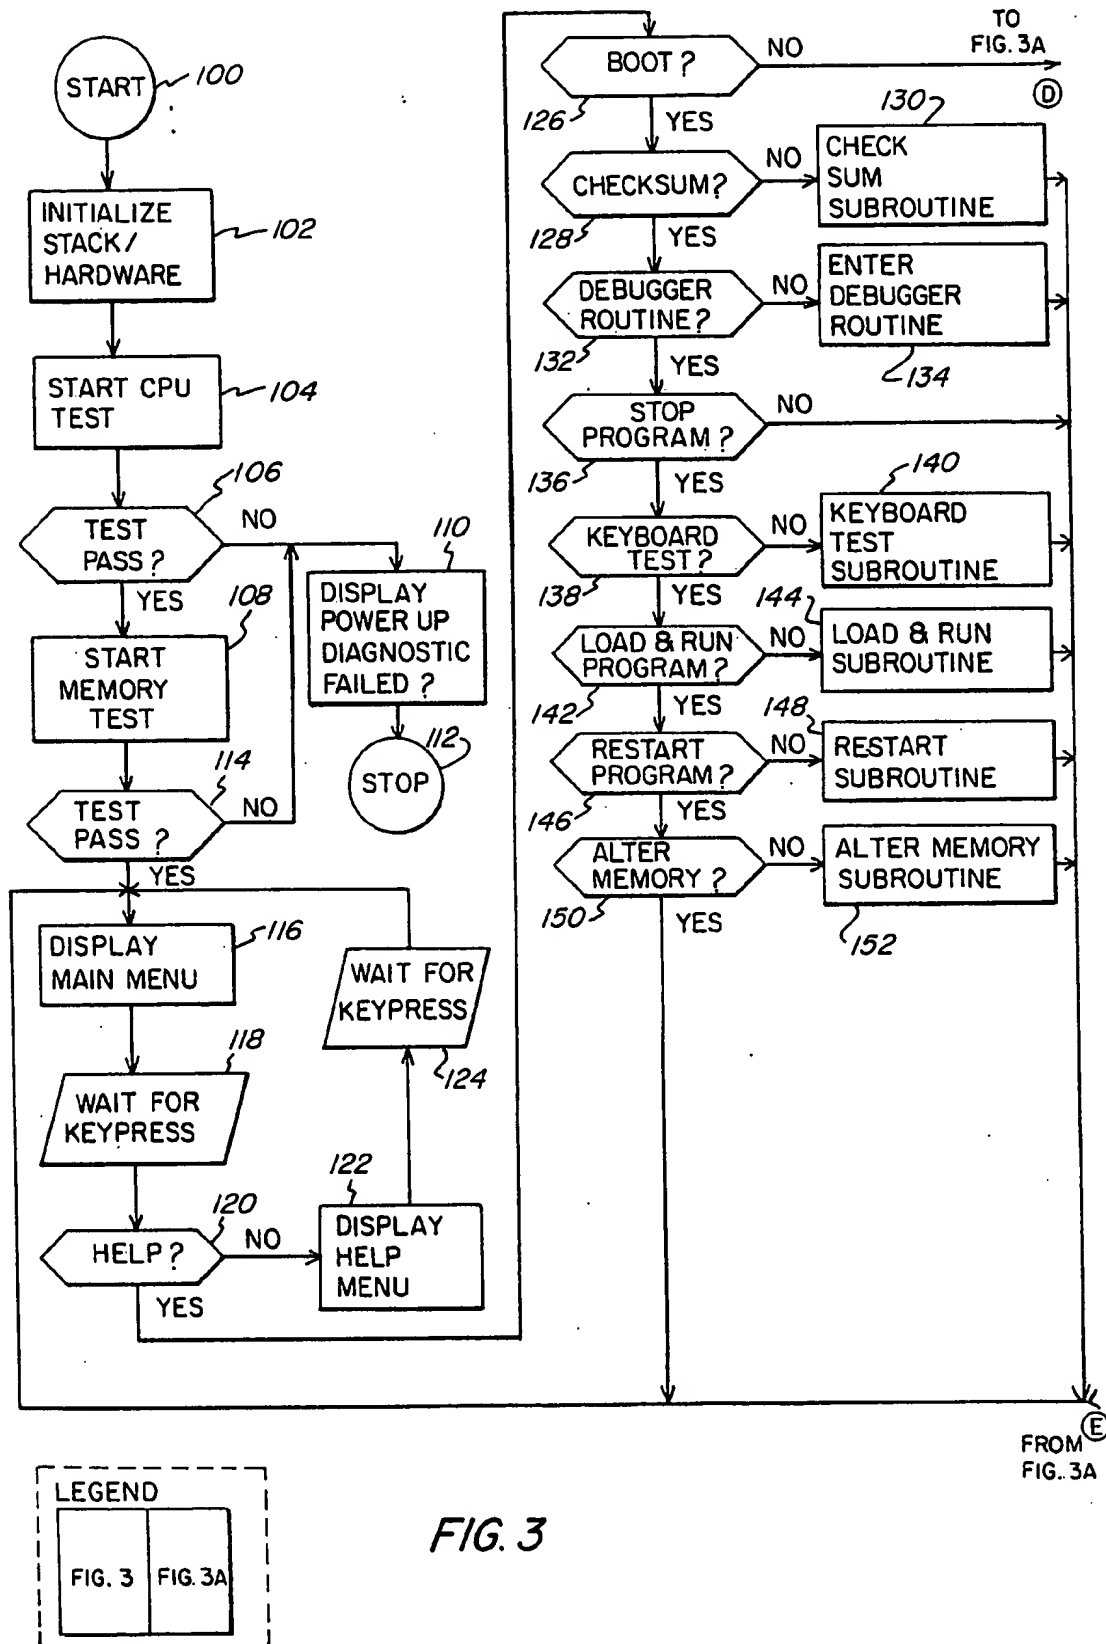 START
100
INITIALIZE
STACK/
HARDWARE
102
START CPU
TEST
104
106
TEST
PASS?
NO
YES
108
START
MEMORY
TEST
110
DISPLAY
POWER UP
DIAGNOSTIC
FAILED?
112
STOP
114
TEST
PASS?
NO
YES
DISPLAY
MAIN MENU
116
118
WAIT FOR
KEYPRESS
120
HELP?
NO
YES
122
DISPLAY
HELP
MENU
WAIT FOR
KEYPRESS
124
BOOT?
126
NO
YES
TO
FIG. 3A
D
CHECKSUM?
128
NO
YES
130
CHECK
SUM
SUBROUTINE
DEBUGGER
ROUTINE?
132
NO
YES
ENTER
DEBUGGER
ROUTINE
134
STOP
PROGRAM?
136
NO
YES
KEYBOARD
TEST?
138
NO
YES
140
KEYBOARD
TEST
SUBROUTINE
LOAD & RUN
PROGRAM?
142
NO
YES
144
LOAD & RUN
SUBROUTINE
RESTART
PROGRAM?
146
NO
YES
148
RESTART
SUBROUTINE
ALTER
MEMORY?
150
NO
YES
ALTER MEMORY
SUBROUTINE
152
E
FROM
FIG. 3A
LEGEND
FIG. 3
FIG. 3A
FIG. 3